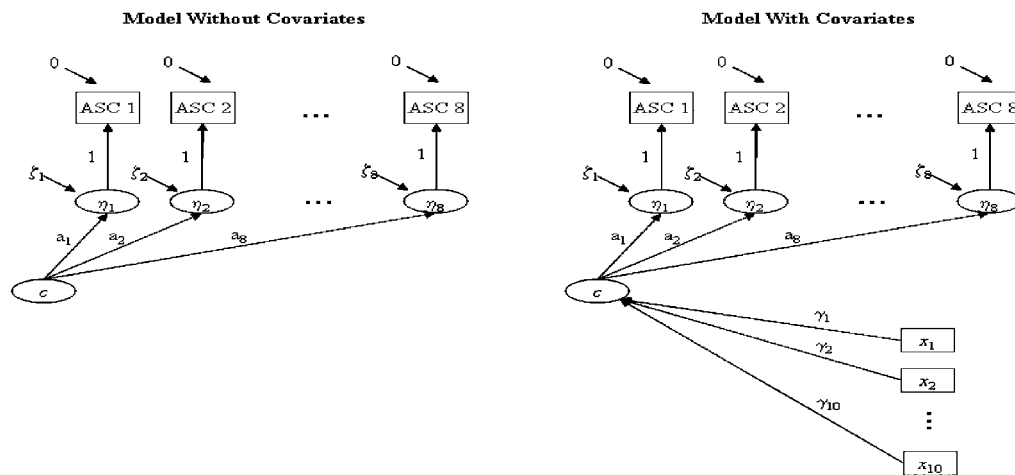 Model Without Covariates Model With Covariates
0 0 0 0 0 0
ASC 1 ASC 2 ... ASC 8 ASC 1 ASC 2 ... ASC 8
1 1 1 1 1 1
ζ1 ζ2 ζ8 ζ1 ζ2 ζ8
η1 η2 ... η8 η1 η2 ... η8
a1 a2 a8 a1 a2 a8
c c
γ1 x1
γ2 x2
...
γ10 x10